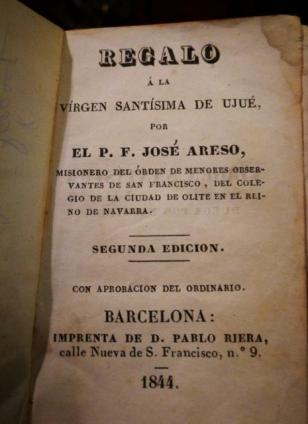 REGALO
Á LA
VÍRGEN SANTÍSIMA DE UJUÉ,
POR
EL P. F. JOSÉ ARESO,
MISIONERO DEL ÓRDEN DE MENORES OBSER-
VANTES DE SAN FRANCISCO, DEL COLE-
GIO DE LA CIUDAD DE OLITE EN EL REI-
NO DE NAVARRA.
SEGUNDA EDICION.
CON APROBACION DEL ORDINARIO.
BARCELONA:
IMPRENTA DE D. PABLO RIERA,
calle Nueva de S. Francisco, n.º 9.
1844.